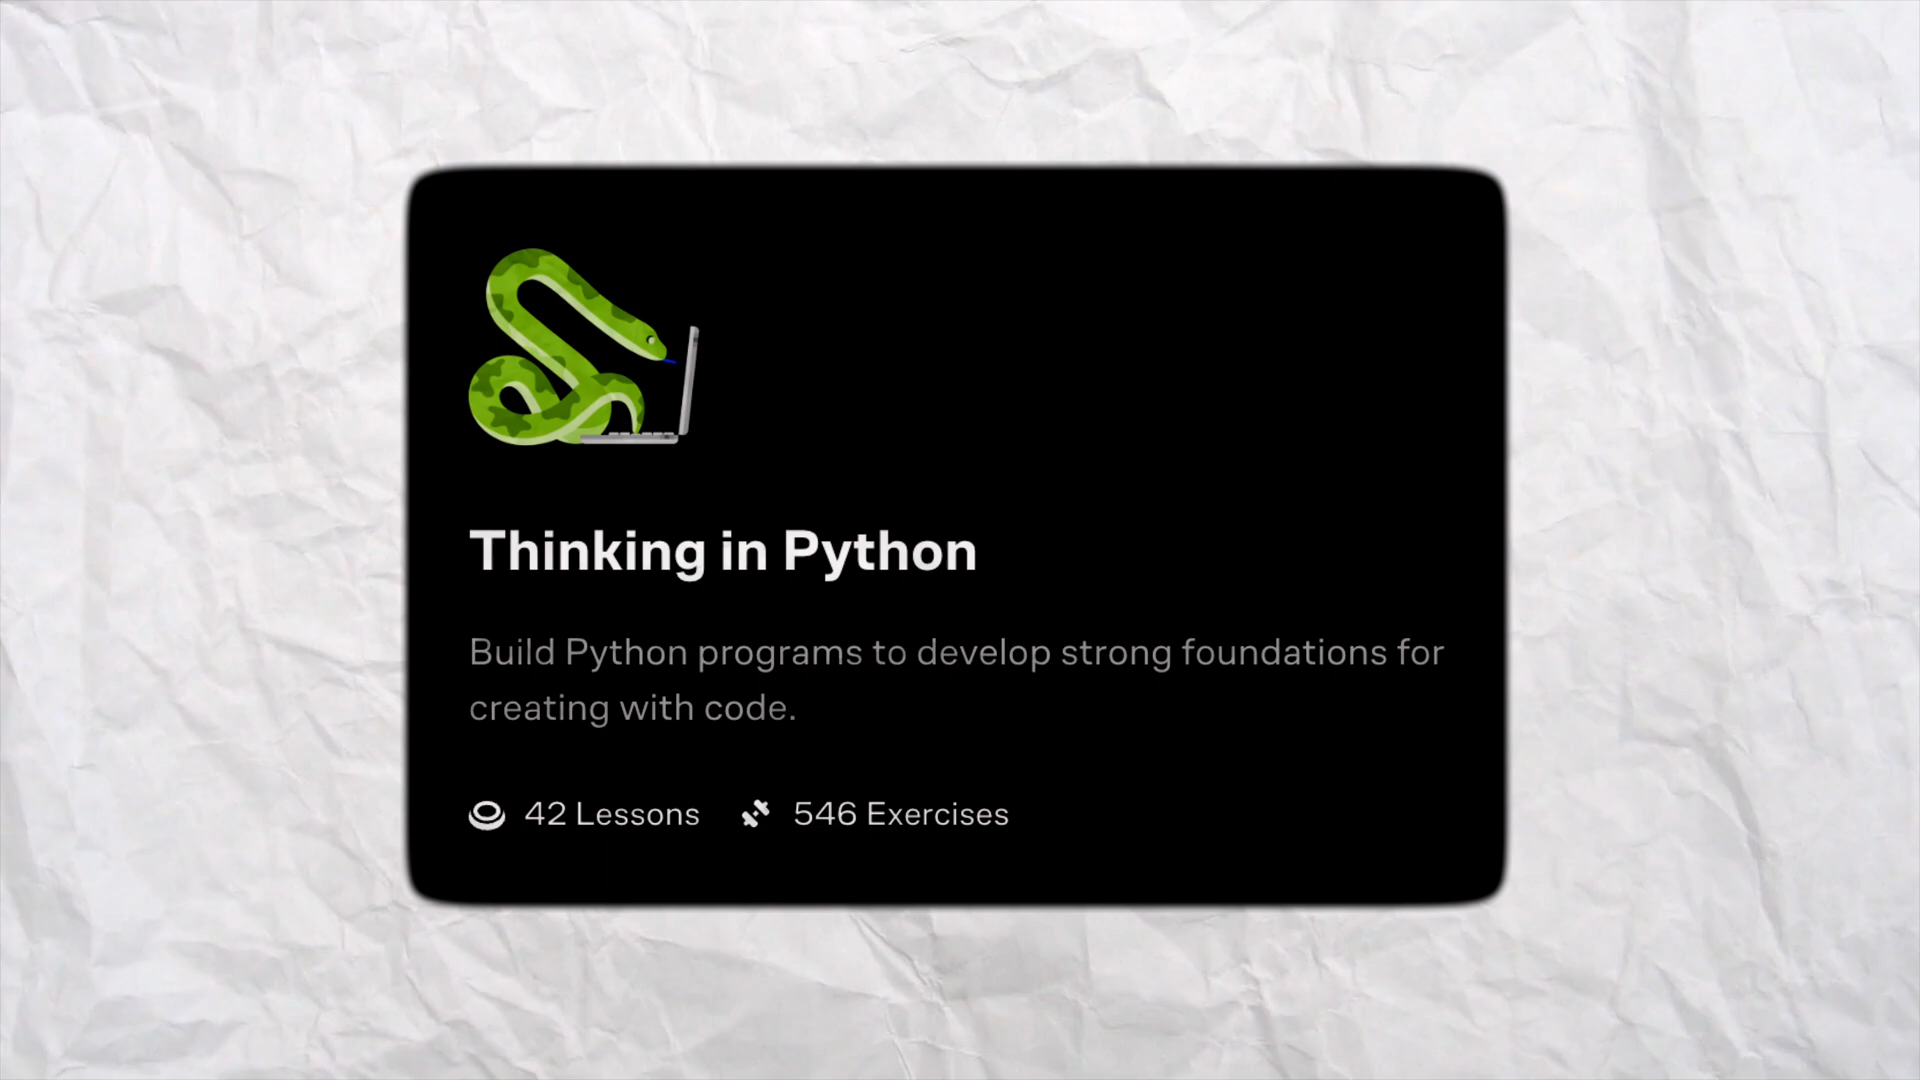 Thinking in Python
Build Python programs to develop strong foundations for
creating with code.
42 Lessons 546 Exercises